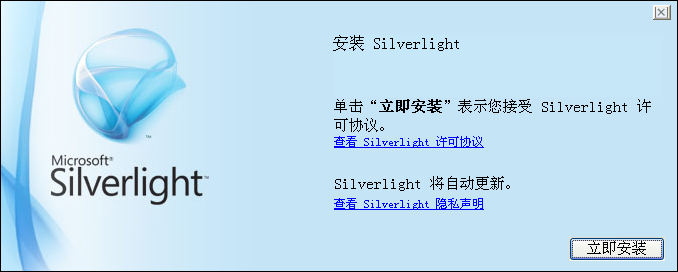 安装 Silverlight
单击“立即安装”表示您接受 Silverlight 许
可协议。
查看 Silverlight 许可协议
Microsoft®
Silverlight™
Silverlight 将自动更新。
查看 Silverlight 隐私声明
立即安装